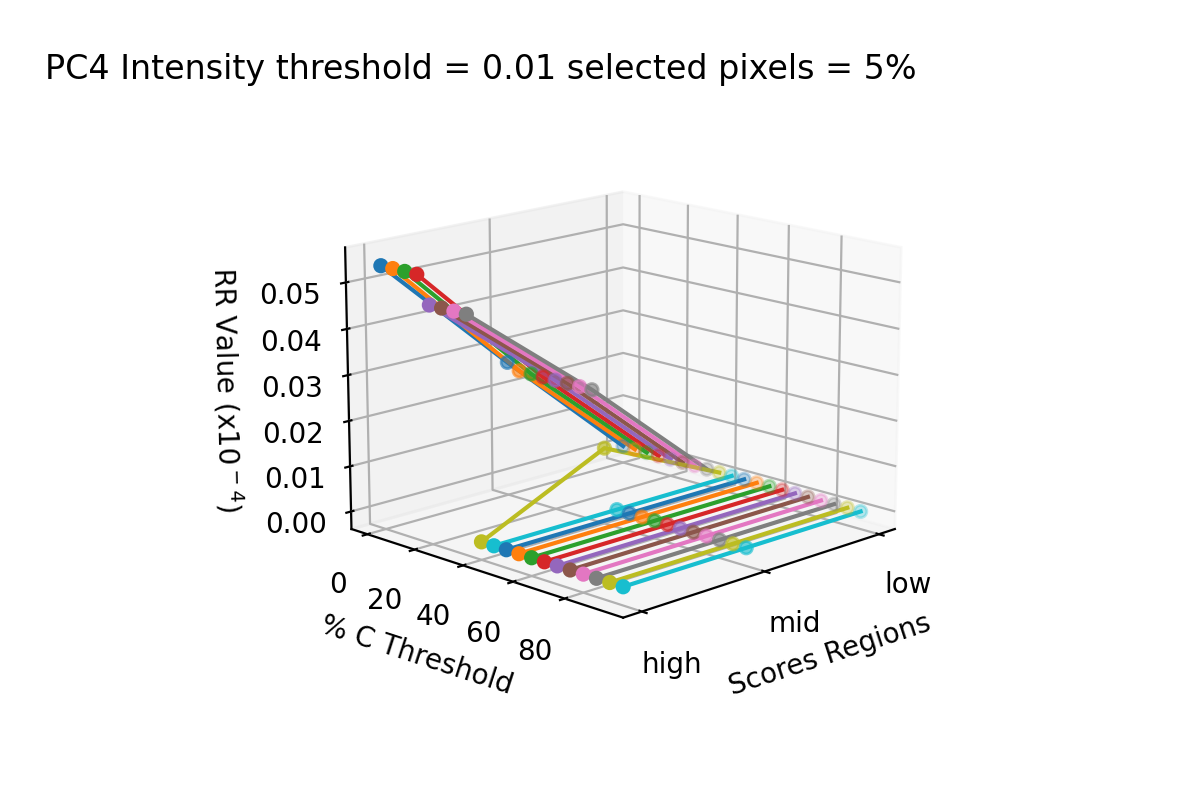 PC4 Intensity threshold = 0.01 selected pixels = 5%
RR Value (x10⁻⁴)
0.05
0.04
0.03
0.02
0.01
0.00
0
20
40
60
80
% C Threshold
high
mid
low
Scores Regions